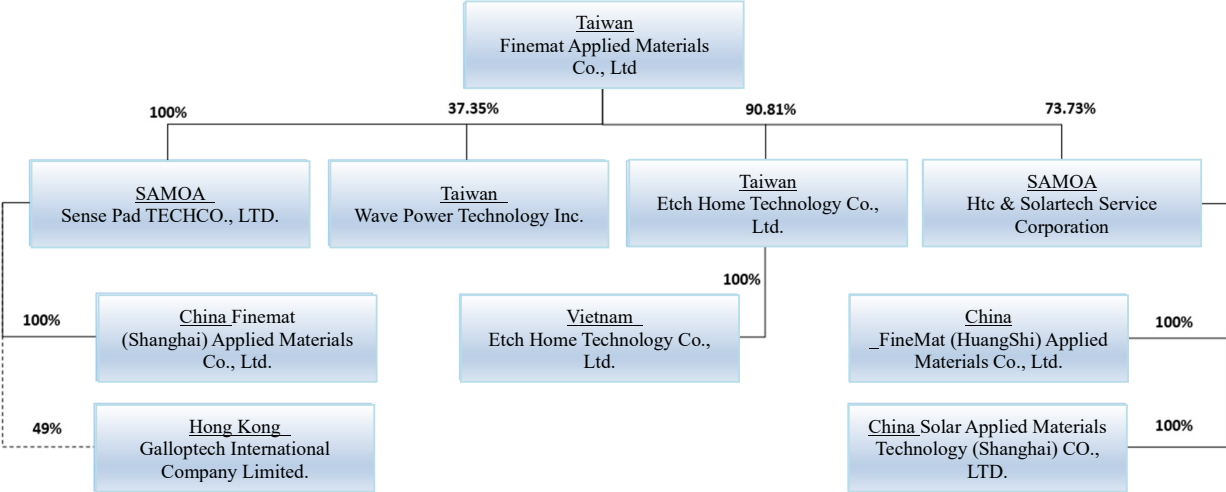 Taiwan
Finemat Applied Materials
Co., Ltd
100%
37.35%
90.81%
73.73%
SAMOA
Sense Pad TECHCO., LTD.
Taiwan
Wave Power Technology Inc.
Taiwan
Etch Home Technology Co.,
Ltd.
SAMOA
Htc & Solartech Service
Corporation
100%
100%
China Finemat
(Shanghai) Applied Materials
Co., Ltd.
Vietnam
Etch Home Technology Co.,
Ltd.
China
_FineMat (HuangShi) Applied
Materials Co., Ltd.
100%
49%
Hong Kong
Galloptech International
Company Limited.
China Solar Applied Materials
Technology (Shanghai) CO.,
LTD.
100%